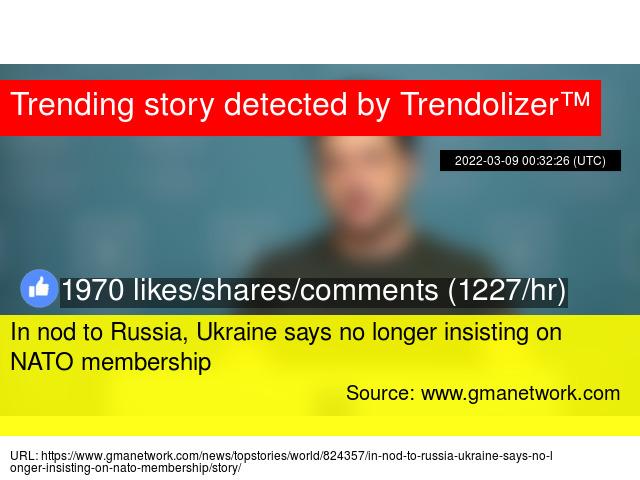 Trending story detected by Trendolizer™
2022-03-09 00:32:26 (UTC)
1970 likes/shares/comments (1227/hr)
In nod to Russia, Ukraine says no longer insisting on
NATO membership
Source: www.gmanetwork.com
URL: https://www.gmanetwork.com/news/topstories/world/824357/in-nod-to-russia-ukraine-says-no-l
onger-insisting-on-nato-membership/story/